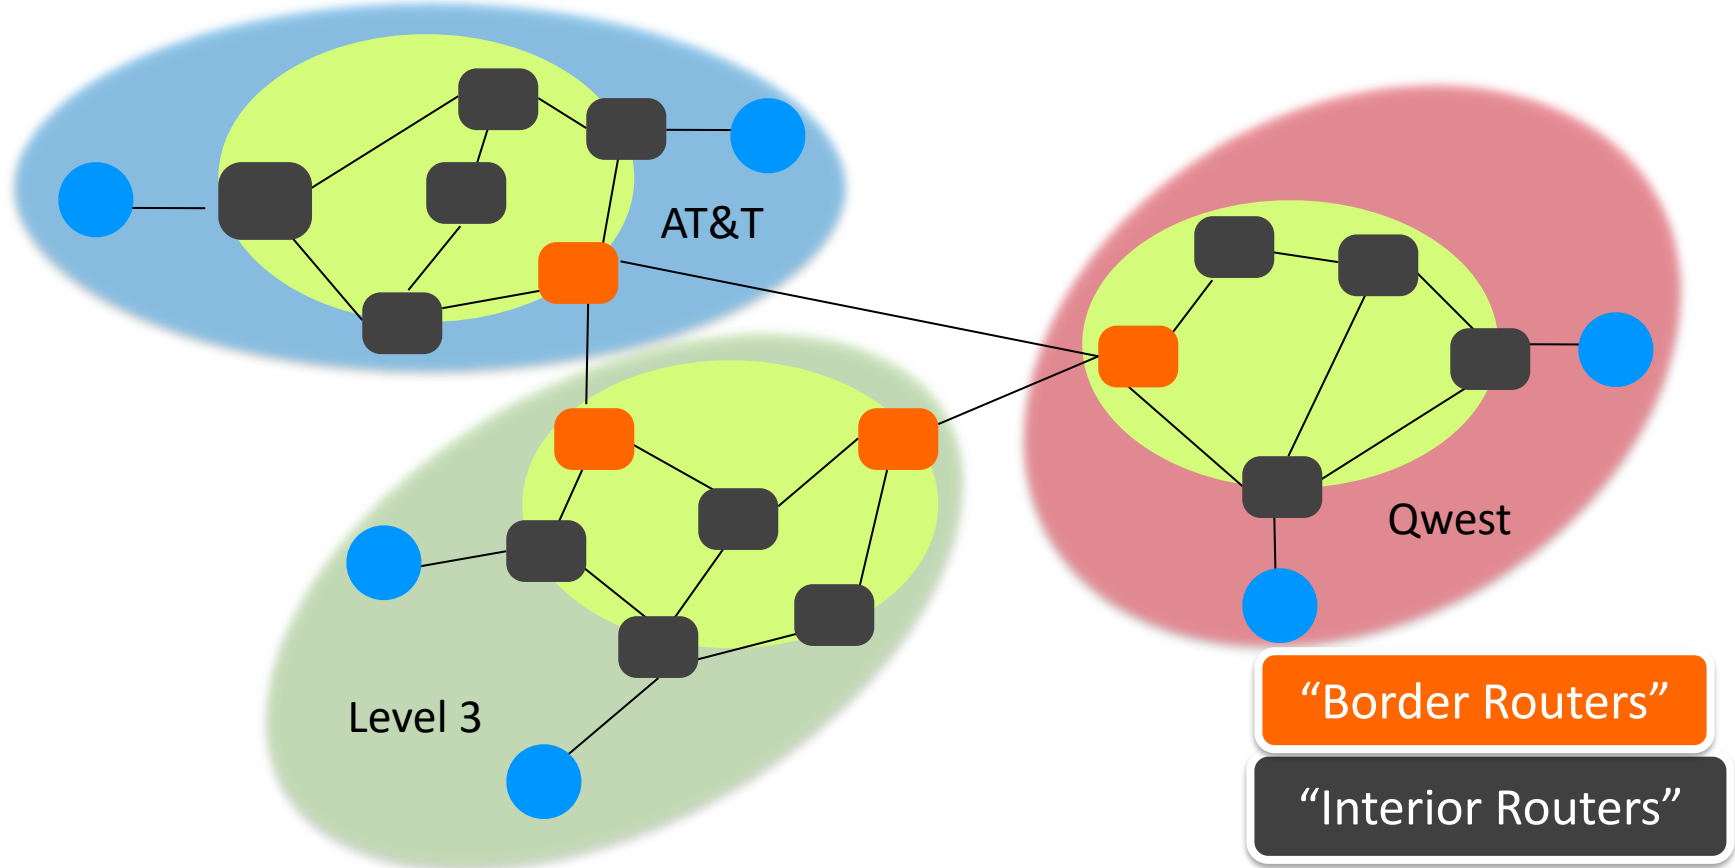 AT&T
Qwest
Level 3
“Border Routers”
“Interior Routers”